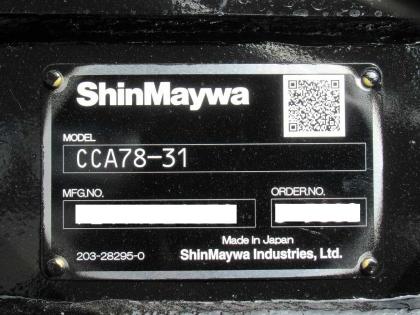 ShinMaywa
MODEL
CCA78-31
MFG.NO. ORDER.NO.
Made in Japan
203-28295-0 ShinMaywa Industries, Ltd.